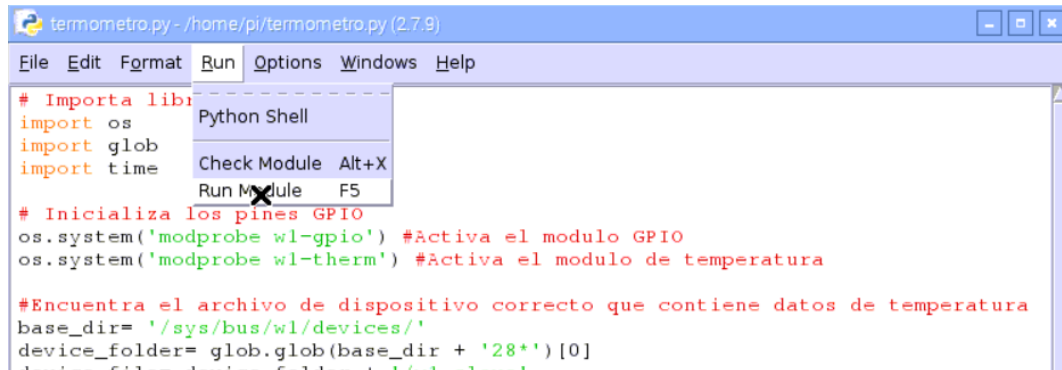 termometro.py - /home/pi/termometro.py (2.7.9)
File Edit Format Run Options Windows Help
# Importa libr
import os
import glob
import time
Python Shell
Check Module Alt+X
Run Module F5
# Inicializa los pines GPIO
os.system('modprobe w1-gpio') #Activa el modulo GPIO
os.system('modprobe w1-therm') #Activa el modulo de temperatura
#Encuentra el archivo de dispositivo correcto que contiene datos de temperatura
base_dir= '/sys/bus/w1/devices/'
device_folder= glob.glob(base_dir + '28*')[0]